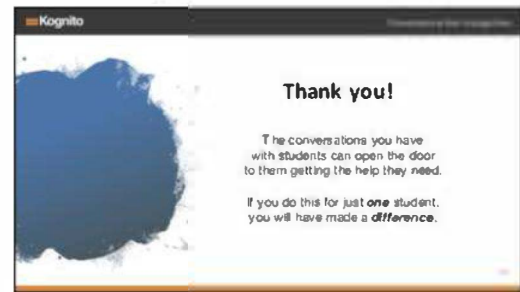 Kognito
Thank you!
The conversations you have
with students can open the door
to them getting the help they need.
If you do this for just one student,
you will have made a difference.